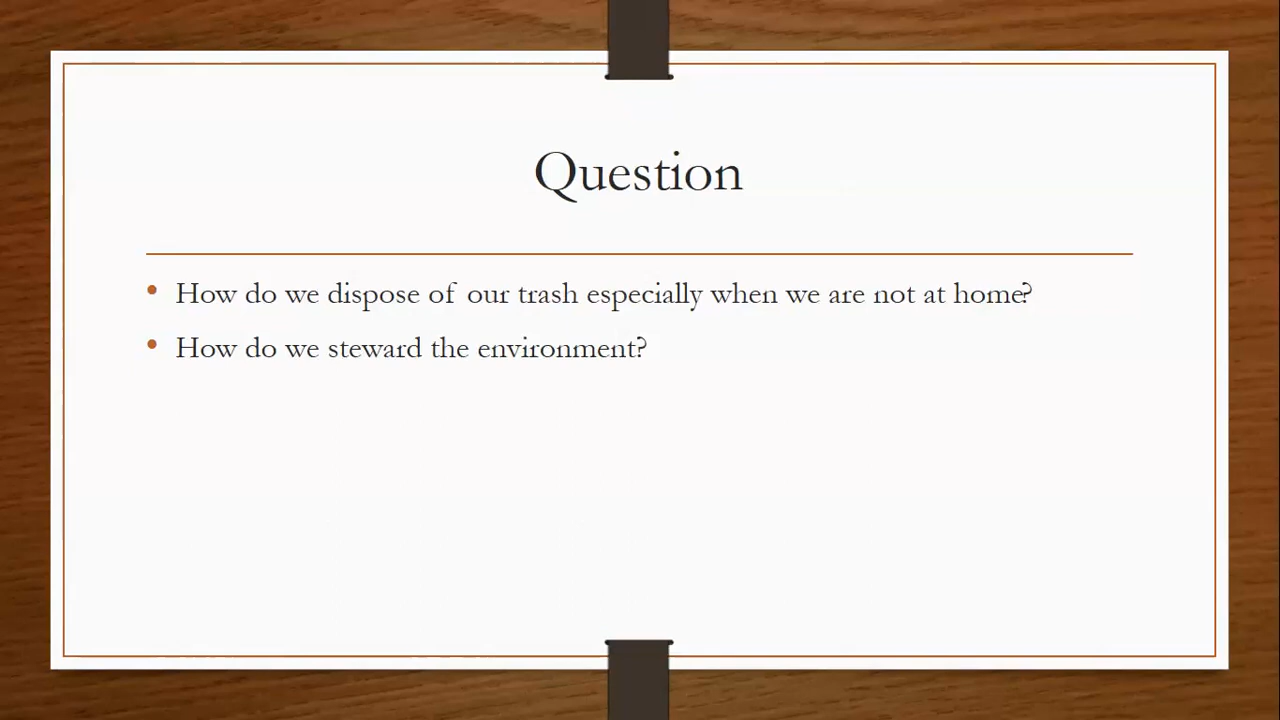 Question
How do we dispose of our trash especially when we are not at home?
How do we steward the environment?